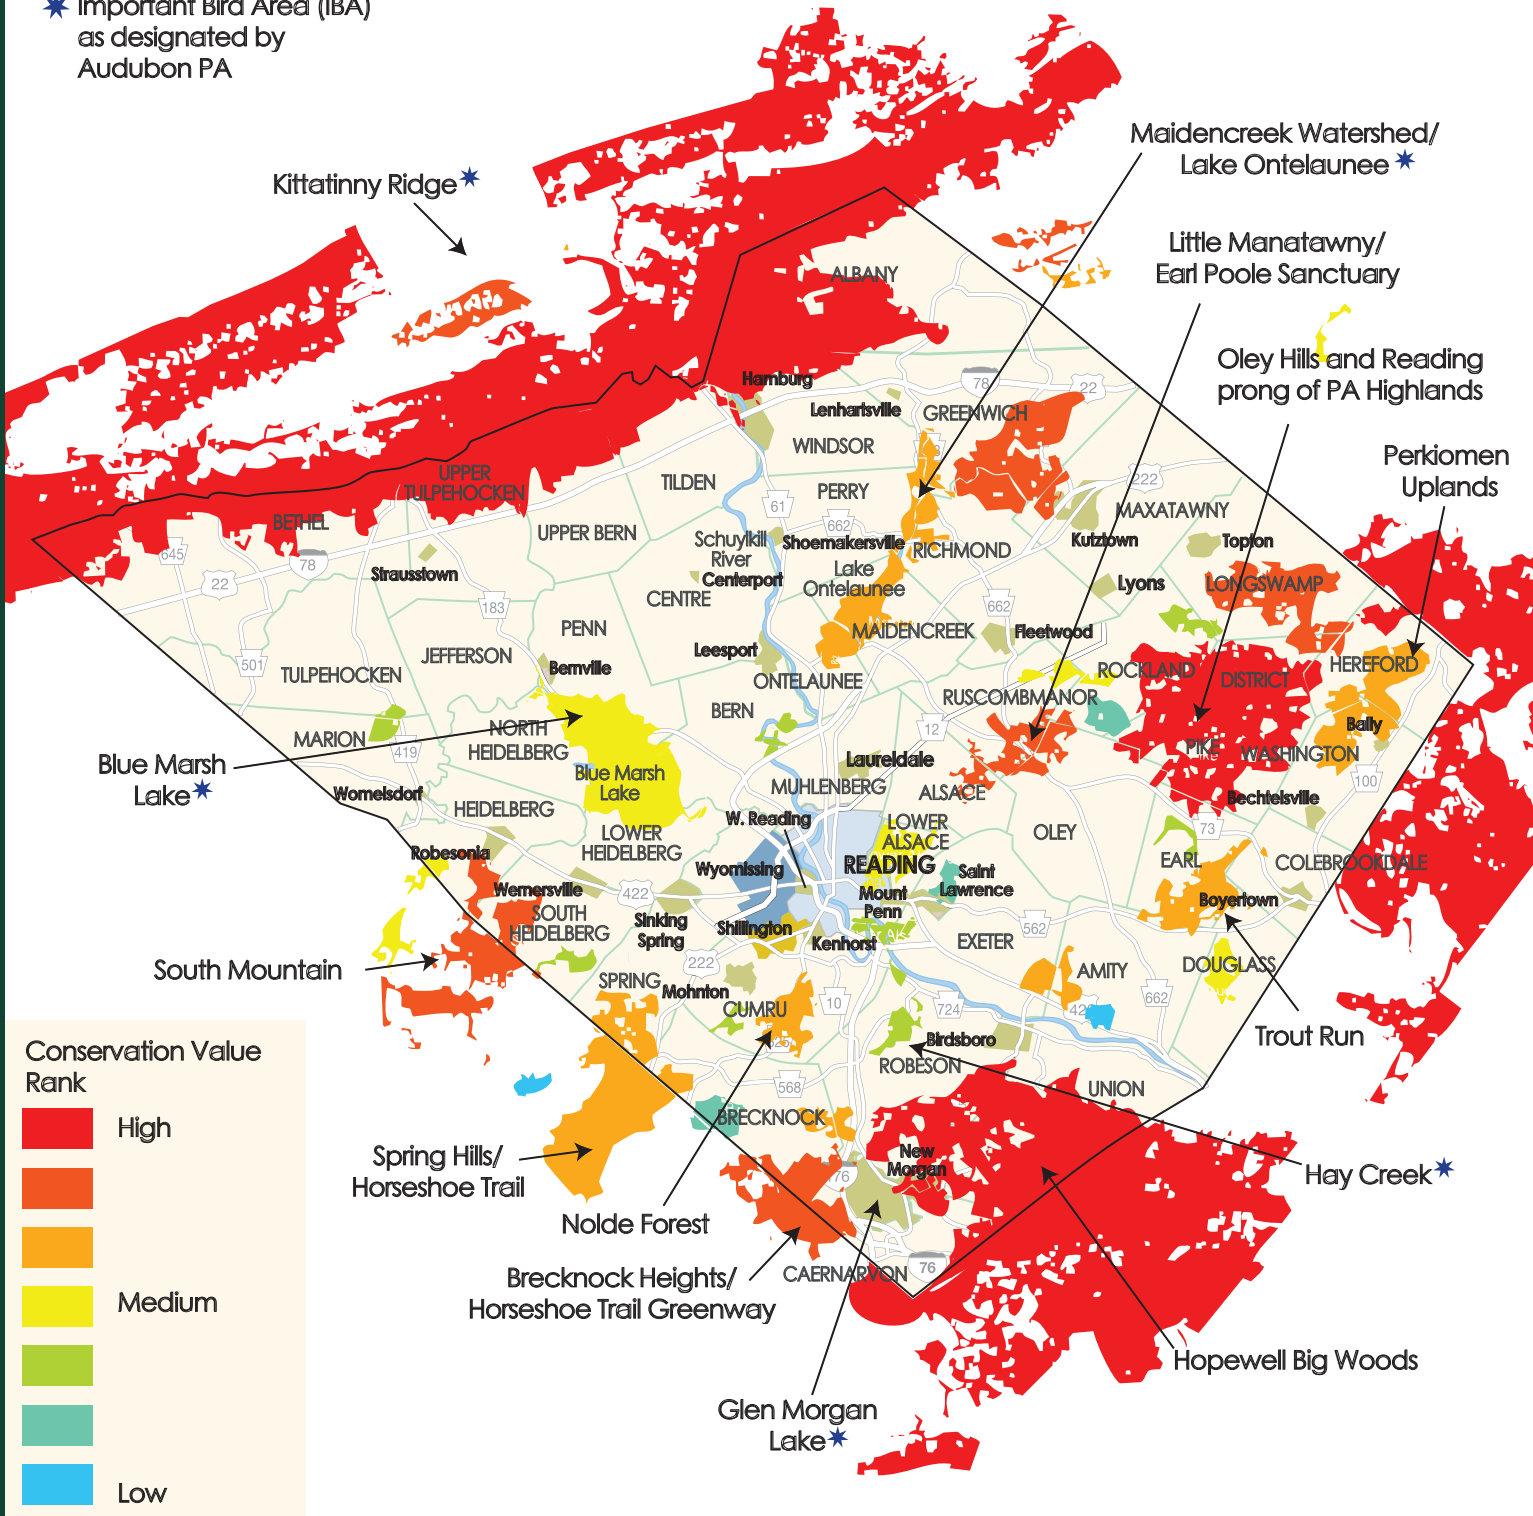 Important Bird Area (IBA)
as designated by
Audubon PA
Kittatinny Ridge
Maidencreek Watershed/
Lake Ontelaunee
Little Manatawny/
Earl Poole Sanctuary
Oley Hills and Reading
prong of PA Highlands
Perkiomen
Uplands
ALBANY
Hamburg
78
22
Lenhartsville
GREENWICH
WINDSOR
UPPER
TULPEHOCKEN
TILDEN
PERRY
222
61
662
MAXATAWNY
BETHEL
UPPER BERN
Schuylkil
River
Shoemakersville
RICHMOND
Kutztown
Topton
645
78
22
Strausstown
Centerport
Lake
Ontelaunee
Lyons
LONGSWAMP
183
CENTRE
662
PENN
MAIDENCREEK
Fleetwood
Leesport
JEFFERSON
501
Bernville
TULPEHOCKEN
ONTELAUNEE
ROCKLAND
DISTRICT
HEREFORD
RUSCOMBMANOR
BERN
NORTH
HEIDELBERG
MARION
419
12
Bally
PIKE
WASHINGTON
Blue Marsh
Lake
Blue Marsh
Lake
Laureldale
MUHLENBERG
ALSACE
100
Womelsdorf
HEIDELBERG
Bechtelsville
W. Reading
LOWER
ALSACE
OLEY
73
LOWER
HEIDELBERG
Robesonia
READING
EARL
COLEBROOKDALE
Wyomissing
Saint
Lawrence
Wernersville
422
Mount
Penn
Boyertown
SOUTH
HEIDELBERG
Sinking
Spring
Shillington
Kenhorst
562
EXETER
222
South Mountain
SPRING
Mohnton
AMITY
DOUGLASS
CUMRU
10
724
662
Trout Run
Birdsboro
ROBESON
568
UNION
BRECKNOCK
Spring Hills/
Horseshoe Trail
New
Morgan
Hay Creek
Nolde Forest
CAERNARVON
76
Brecknock Heights/
Horseshoe Trail Greenway
Hopewell Big Woods
Glen Morgan
Lake
Conservation Value
Rank
High
Medium
Low